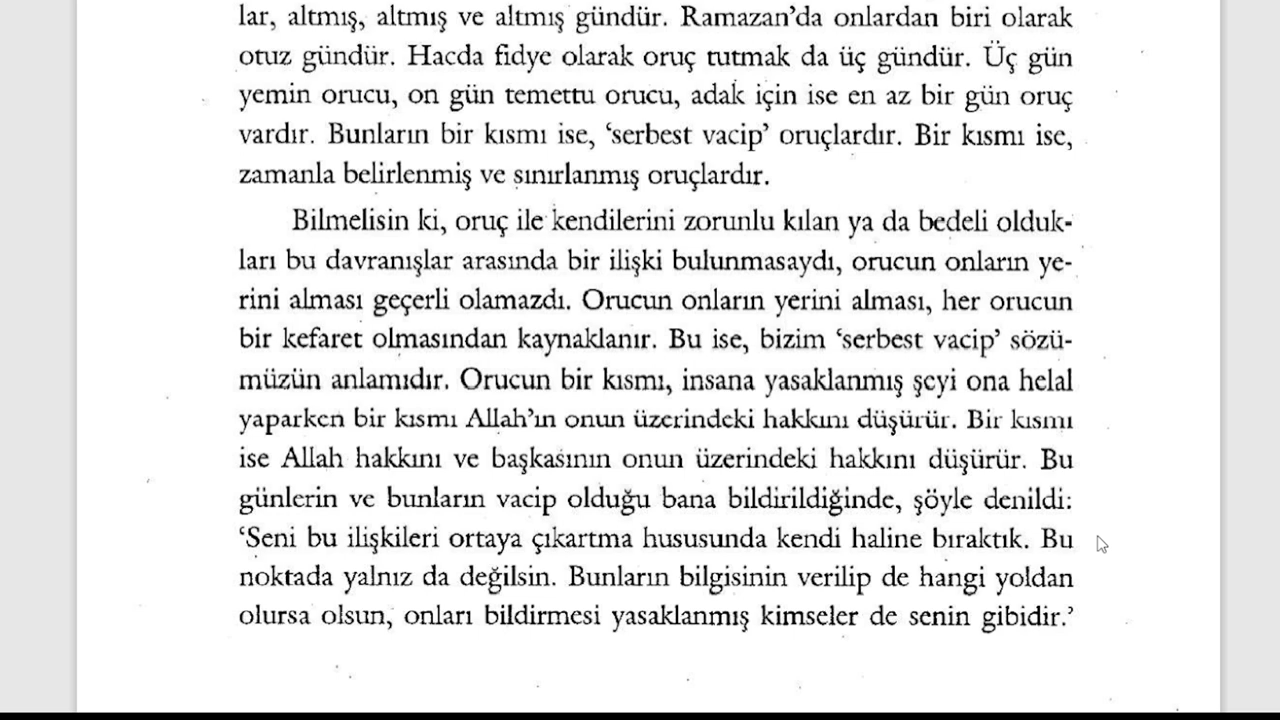 lar, altmış, altmış ve altmış gündür. Ramazan’da onlardan biri olarak
otuz gündür. Hacda fidye olarak oruç tutmak da üç gündür. Üç gün
yemin orucu, on gün temettu orucu, adak için ise en az bir gün oruç
vardır. Bunların bir kısmı ise, ‘serbest vacip’ oruçlardır. Bir kısmı ise,
zamanla belirlenmiş ve sınırlanmış oruçlardır.
Bilmelisin ki, oruç ile kendilerini zorunlu kılan ya da bedeli olduk-
ları bu davranışlar arasında bir ilişki bulunmasaydı, orucun onların ye-
rini alması geçerli olamazdı. Orucun onların yerini alması, her orucun
bir kefaret olmasından kaynaklanır. Bu ise, bizim ‘serbest vacip’ sözü-
müzün anlamıdır. Orucun bir kısmı, insana yasaklanmış şeyi ona helal
yaparken bir kısmı Allah’ın onun üzerindeki hakkını düşürür. Bir kısmı
ise Allah hakkını ve başkasının onun üzerindeki hakkını düşürür. Bu
günlerin ve bunların vacip olduğu bana bildirildiğinde, şöyle denildi:
‘Seni bu ilişkileri ortaya çıkartma hususunda kendi haline bıraktık. Bu
noktada yalnız da değilsin. Bunların bilgisinin verilip de hangi yoldan
olursa olsun, onları bildirmesi yasaklanmış kimseler de senin gibidir.’